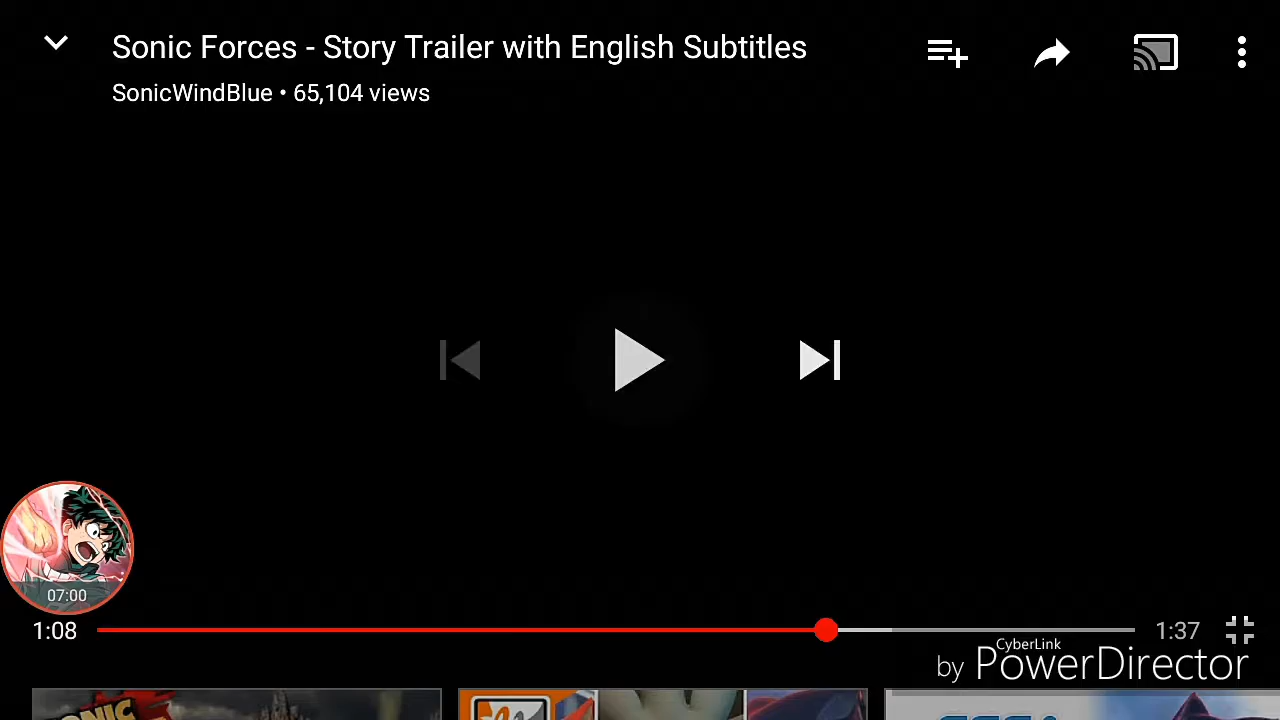 Sonic Forces - Story Trailer with English Subtitles
SonicWindBlue • 65,104 views
07:00
1:08
1:37
CyberLink
by PowerDirector
SONIC